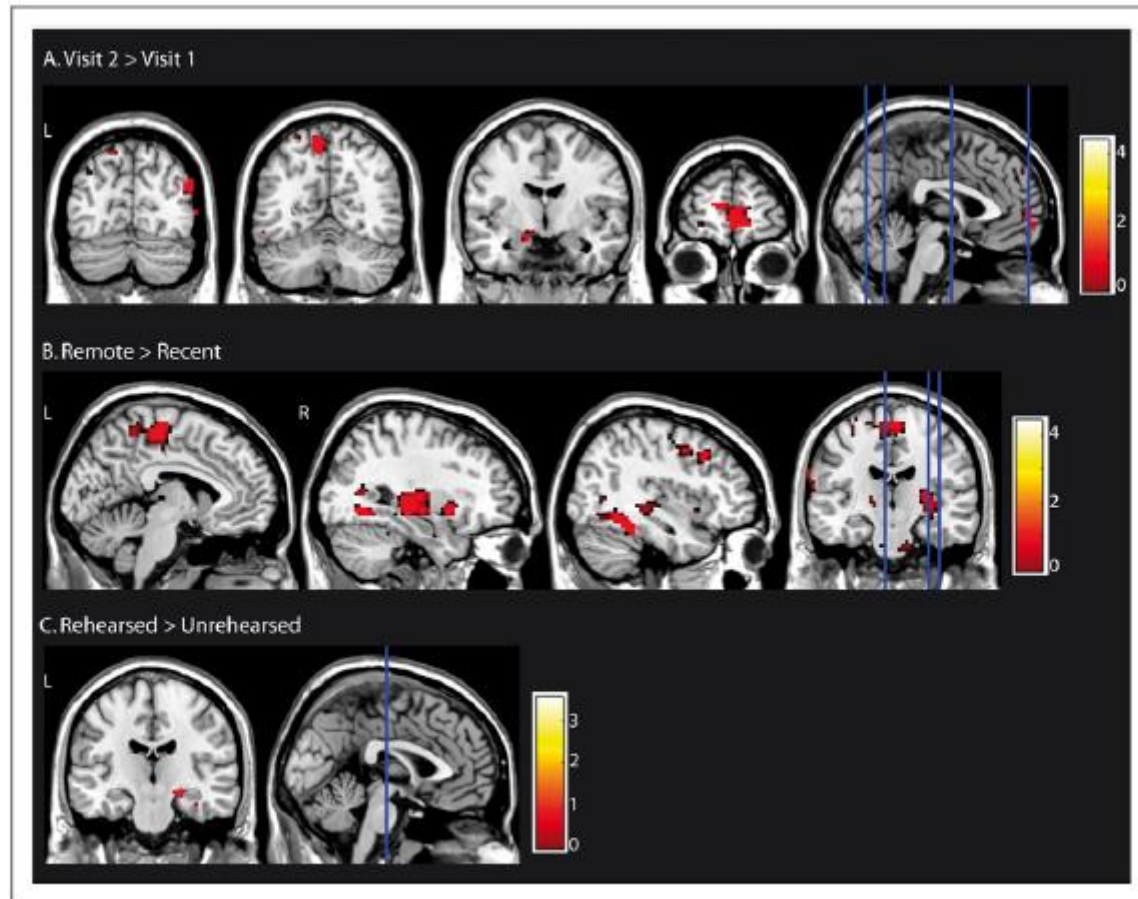 A. Visit 2 > Visit 1
L
4
2
0
B. Remote > Recent
L
R
4
2
0
C. Rehearsed > Unrehearsed
L
3
2
1
0